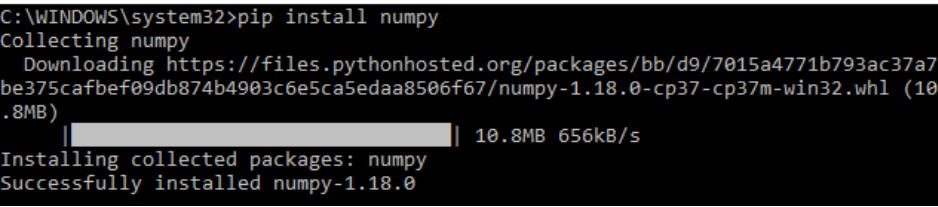 C:\WINDOWS\system32>pip install numpy
Collecting numpy
  Downloading https://files.pythonhosted.org/packages/bb/d9/7015a4771b793ac37a7
be375cafbef09db874b4903c6e5ca5edaa8506f67/numpy-1.18.0-cp37-cp37m-win32.whl (10
.8MB)
     |████████████████████████████████| 10.8MB 656kB/s
Installing collected packages: numpy
Successfully installed numpy-1.18.0